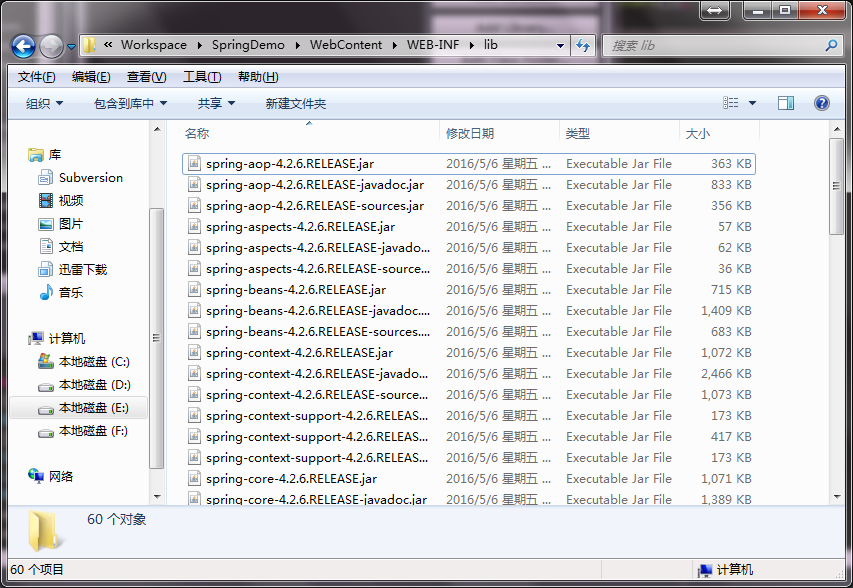 « Workspace SpringDemo WebContent WEB-INF lib
搜索 lib
文件(F) 编辑(E) 查看(V) 工具(T) 帮助(H)
组织 包含到库中 共享 新建文件夹
库
Subversion
视频
图片
文档
迅雷下载
音乐
计算机
本地磁盘 (C:)
本地磁盘 (D:)
本地磁盘 (E:)
本地磁盘 (F:)
网络
名称 修改日期 类型 大小
spring-aop-4.2.6.RELEASE.jar 2016/5/6 星期五 ... Executable Jar File 363 KB
spring-aop-4.2.6.RELEASE-javadoc.jar 2016/5/6 星期五 ... Executable Jar File 833 KB
spring-aop-4.2.6.RELEASE-sources.jar 2016/5/6 星期五 ... Executable Jar File 356 KB
spring-aspects-4.2.6.RELEASE.jar 2016/5/6 星期五 ... Executable Jar File 57 KB
spring-aspects-4.2.6.RELEASE-javado... 2016/5/6 星期五 ... Executable Jar File 62 KB
spring-aspects-4.2.6.RELEASE-source... 2016/5/6 星期五 ... Executable Jar File 36 KB
spring-beans-4.2.6.RELEASE.jar 2016/5/6 星期五 ... Executable Jar File 715 KB
spring-beans-4.2.6.RELEASE-javadoc.... 2016/5/6 星期五 ... Executable Jar File 1,409 KB
spring-beans-4.2.6.RELEASE-sources.... 2016/5/6 星期五 ... Executable Jar File 683 KB
spring-context-4.2.6.RELEASE.jar 2016/5/6 星期五 ... Executable Jar File 1,072 KB
spring-context-4.2.6.RELEASE-javado... 2016/5/6 星期五 ... Executable Jar File 2,466 KB
spring-context-4.2.6.RELEASE-source... 2016/5/6 星期五 ... Executable Jar File 1,073 KB
spring-context-support-4.2.6.RELEAS... 2016/5/6 星期五 ... Executable Jar File 173 KB
spring-context-support-4.2.6.RELEAS... 2016/5/6 星期五 ... Executable Jar File 417 KB
spring-context-support-4.2.6.RELEAS... 2016/5/6 星期五 ... Executable Jar File 173 KB
spring-core-4.2.6.RELEASE.jar 2016/5/6 星期五 ... Executable Jar File 1,071 KB
spring-core-4.2.6.RELEASE-javadoc.jar 2016/5/6 星期五 ... Executable Jar File 1,389 KB
60 个对象
60 个项目
计算机